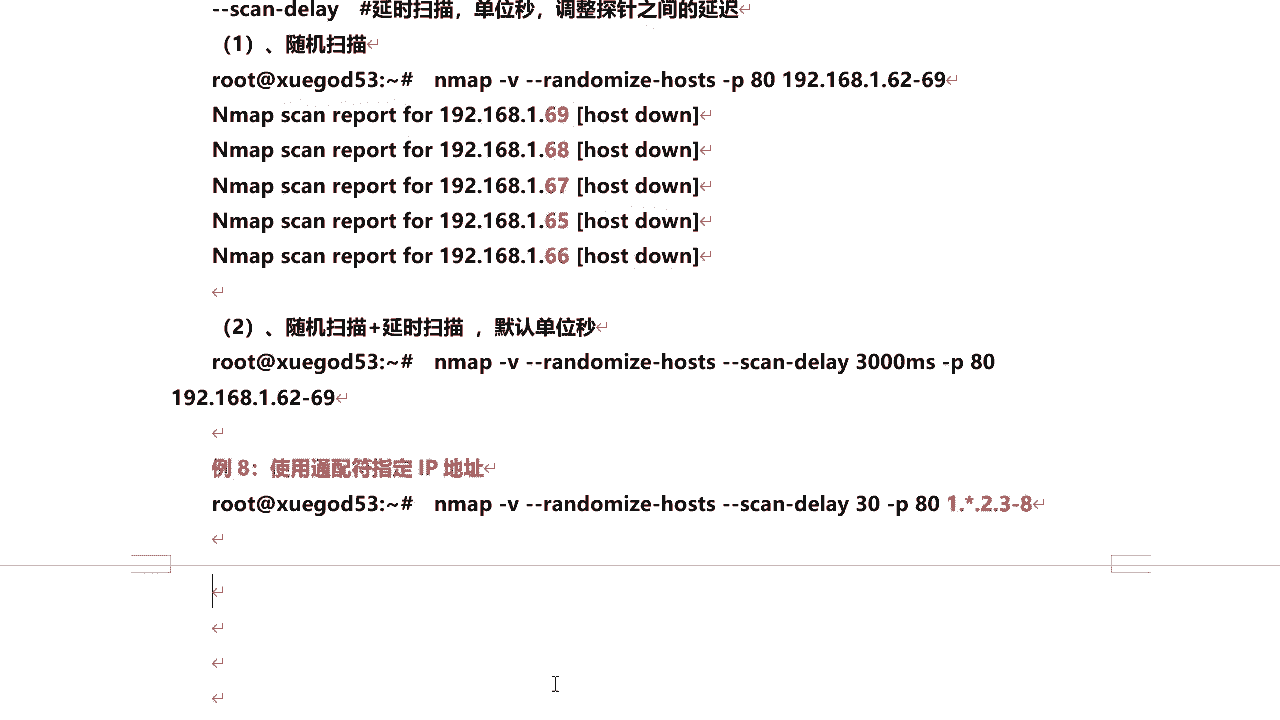 --scan-delay #延时扫描，单位秒，调整探针之间的延迟
（1）、随机扫描
root@xuegod53:~# nmap -v --randomize-hosts -p 80 192.168.1.62-69
Nmap scan report for 192.168.1.69 [host down]
Nmap scan report for 192.168.1.68 [host down]
Nmap scan report for 192.168.1.67 [host down]
Nmap scan report for 192.168.1.65 [host down]
Nmap scan report for 192.168.1.66 [host down]
（2）、随机扫描+延时扫描 ，默认单位秒
root@xuegod53:~# nmap -v --randomize-hosts --scan-delay 3000ms -p 80
192.168.1.62-69
例 8：使用通配符指定 IP 地址
root@xuegod53:~# nmap -v --randomize-hosts --scan-delay 30 -p 80 1.*.2.3-8